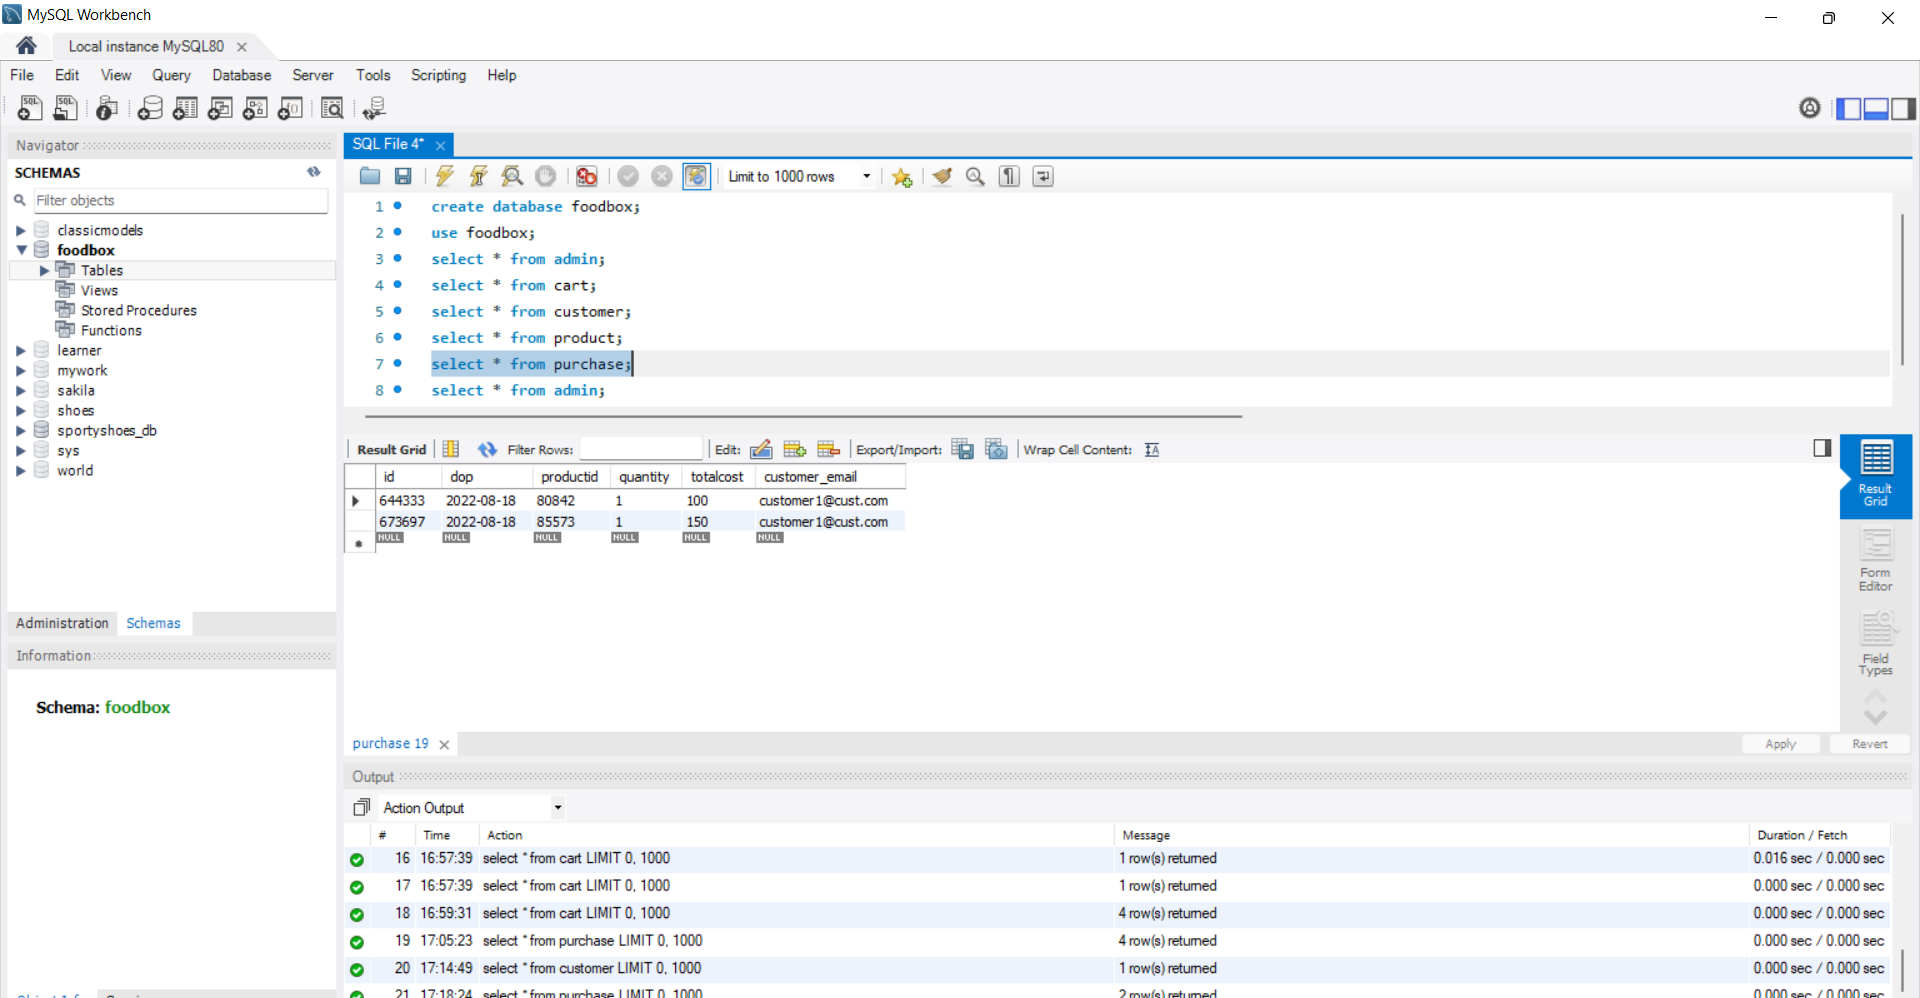 MySQL Workbench
Local instance MySQL80
File Edit View Query Database Server Tools Scripting Help
Navigator
SCHEMAS
Filter objects
classicmodels
foodbox
Tables
Views
Stored Procedures
Functions
learner
mywork
sakila
shoes
sportyshoes_db
sys
world
Administration Schemas
Information
Schema: foodbox
SQL File 4*
Limit to 1000 rows
1 create database foodbox;
2 use foodbox;
3 select * from admin;
4 select * from cart;
5 select * from customer;
6 select * from product;
7 select * from purchase;
8 select * from admin;
Result Grid Filter Rows: Edit: Export/Import: Wrap Cell Content:
id dop productid quantity totalcost customer_email
644333 2022-08-18 80842 1 100 customer1@cust.com
673697 2022-08-18 85573 1 150 customer1@cust.com
NULL NULL NULL NULL NULL NULL
Result Grid
Form Editor
Field Types
purchase 19
Apply Revert
Output
Action Output
# Time Action Message Duration / Fetch
16 16:57:39 select * from cart LIMIT 0, 1000 1 row(s) returned 0.016 sec / 0.000 sec
17 16:57:39 select * from cart LIMIT 0, 1000 1 row(s) returned 0.000 sec / 0.000 sec
18 16:59:31 select * from cart LIMIT 0, 1000 4 row(s) returned 0.000 sec / 0.000 sec
19 17:05:23 select * from purchase LIMIT 0, 1000 4 row(s) returned 0.000 sec / 0.000 sec
20 17:14:49 select * from customer LIMIT 0, 1000 1 row(s) returned 0.000 sec / 0.000 sec
21 17:18:24 select * from purchase LIMIT 0, 1000 2 row(s) returned 0.000 sec / 0.000 sec